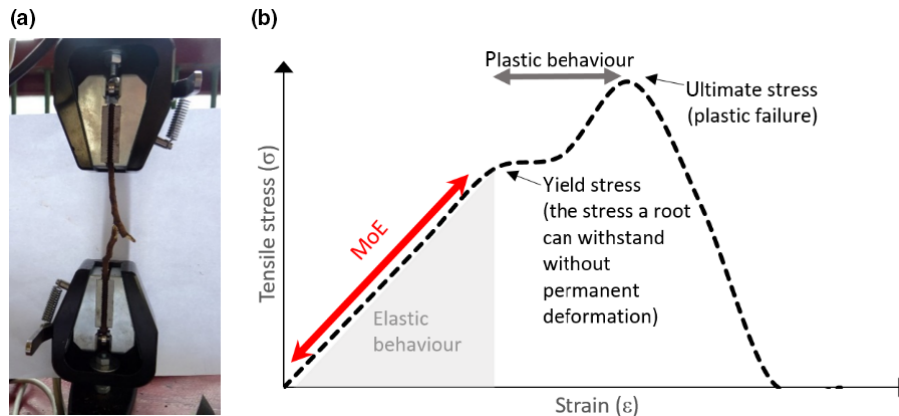 (a)
(b)
Plastic behaviour
Ultimate stress
(plastic failure)
Tensile stress (σ)
MoE
Yield stress
(the stress a root
can withstand
without
permanent
deformation)
Elastic
behaviour
Strain (ε)